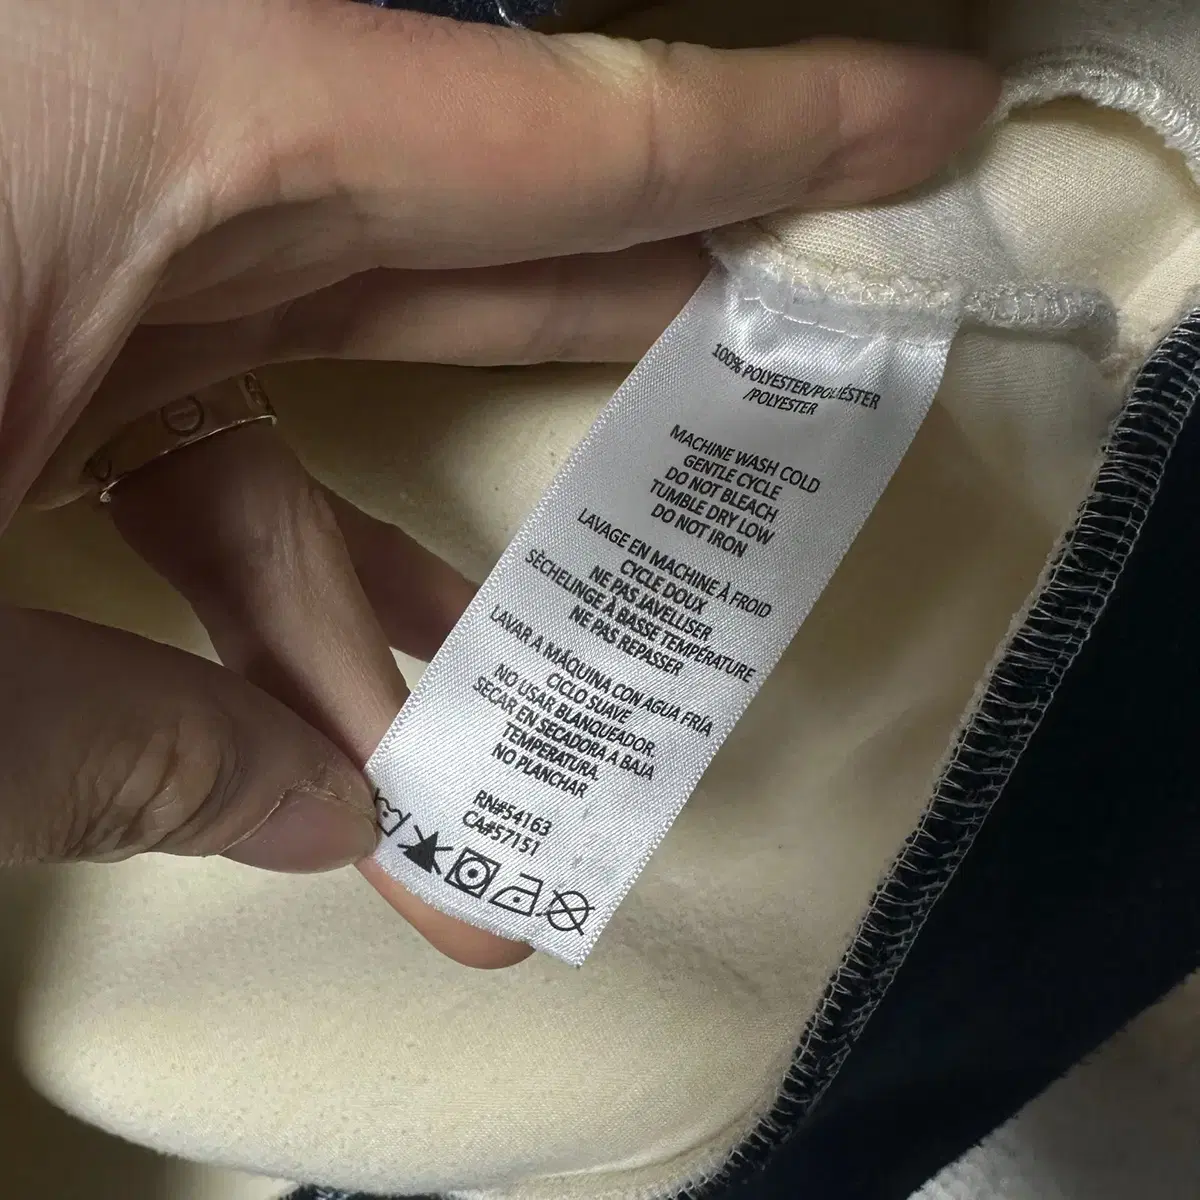 100% POLYESTER/POLIÉSTER
/POLYESTER
MACHINE WASH COLD
GENTLE CYCLE
DO NOT BLEACH
TUMBLE DRY LOW
DO NOT IRON
LAVAGE EN MACHINE À FROID
CYCLE DOUX
NE PAS JAVELLISER
SÈCHELINGE À BASSE TEMPÉRATURE
NE PAS REPASSER
LAVAR A MÁQUINA CON AGUA FRÍA
CICLO SUAVE
NO USAR BLANQUEADOR
SECAR EN SECADORA A BAJA
TEMPERATURA.
NO PLANCHAR
RN#54163
CA#57151